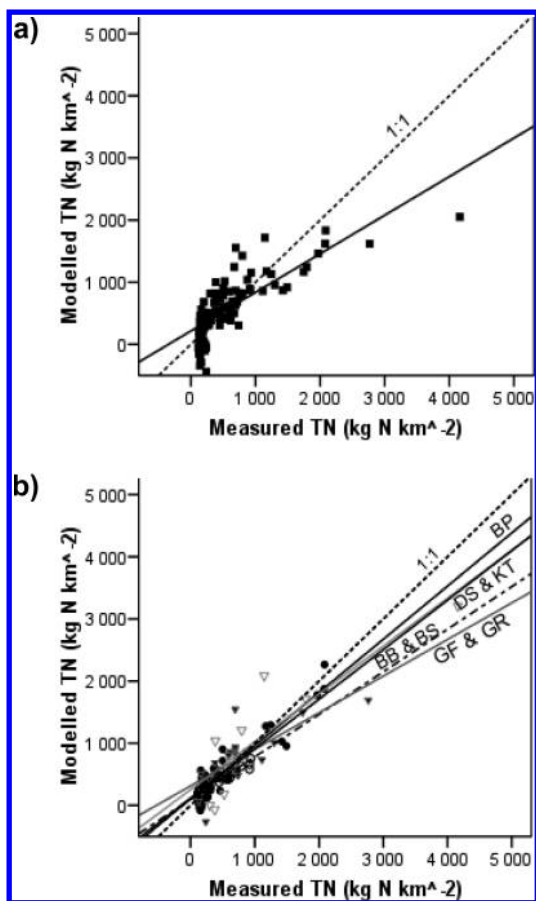 a)
5 000
4 000
3 000
2 000
1 000
0
Modelled TN (kg N km^-2)
1:1
0 1 000 2 000 3 000 4 000 5 000
Measured TN (kg N km^-2)
b)
5 000
4 000
3 000
2 000
1 000
0
Modelled TN (kg N km^-2)
1:1
BP
DS & KT
BB & BS
GF & GR
0 1 000 2 000 3 000 4 000 5 000
Measured TN (kg N km^-2)